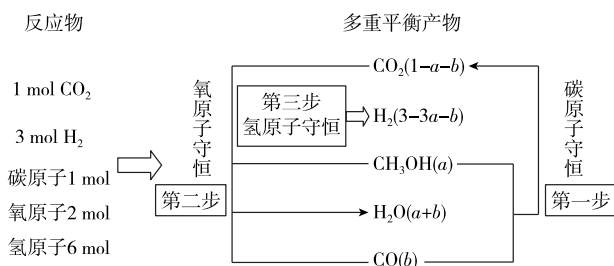 反应物
多重平衡产物
1 mol CO₂
3 mol H₂
碳原子1 mol
氧原子2 mol
氢原子6 mol
氧原子守恒
第二步
第三步
氢原子守恒
CO₂(1-a-b)
H₂(3-3a-b)
CH₃OH(a)
H₂O(a+b)
CO(b)
碳原子守恒
第一步